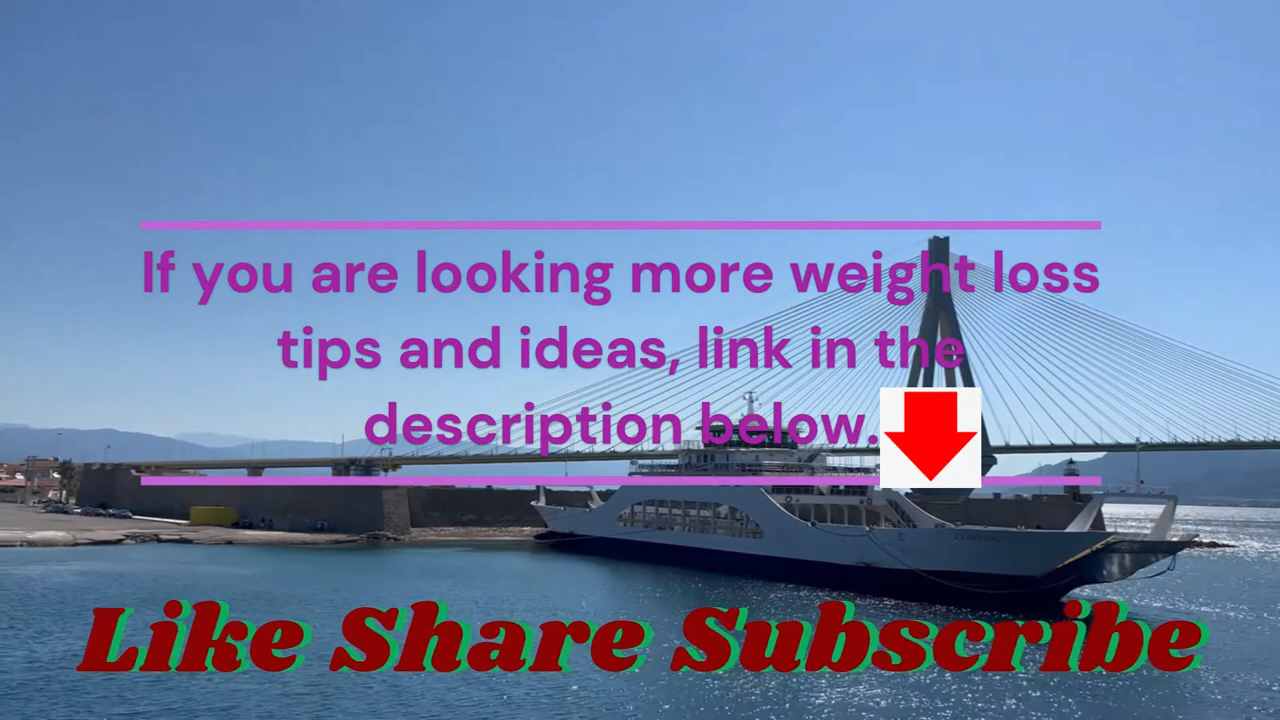 If you are looking more weight loss
tips and ideas, link in the
description below.
Like Share Subscribe